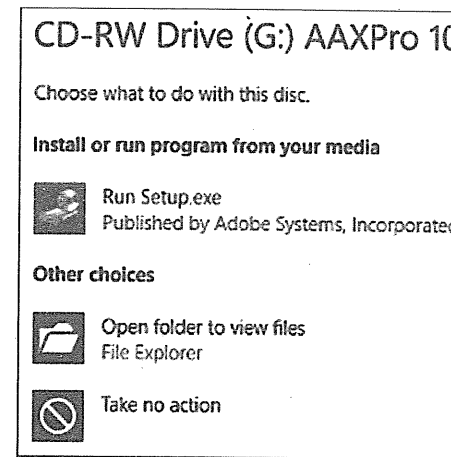 CD-RW Drive (G:) AAXPro 10
Choose what to do with this disc.
Install or run program from your media
Run Setup.exe
Published by Adobe Systems, Incorporated
Other choices
Open folder to view files
File Explorer
Take no action